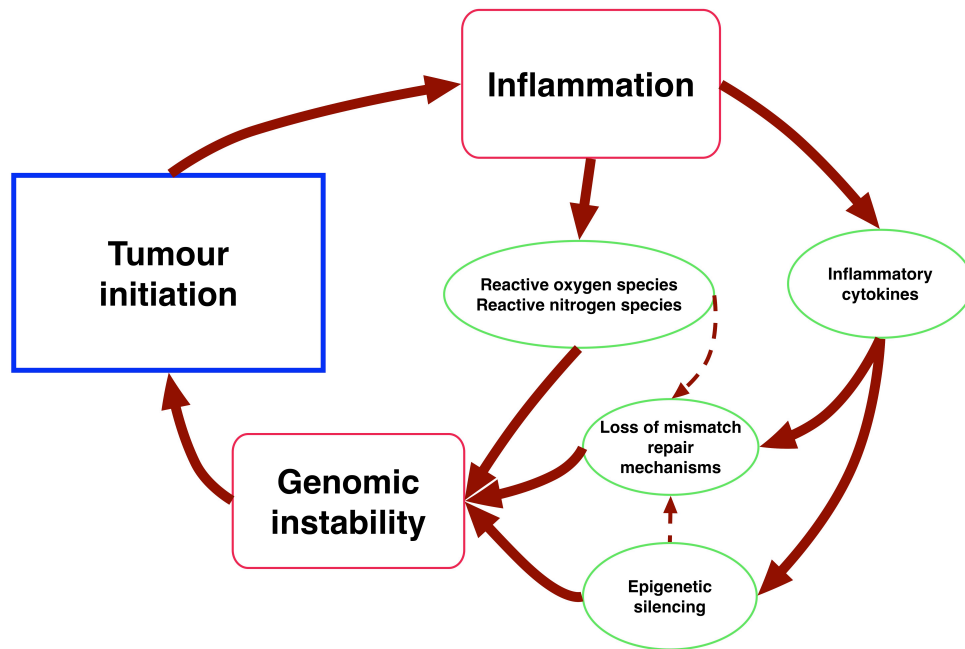 Inflammation
Tumour
initiation
Reactive oxygen species
Reactive nitrogen species
Inflammatory
cytokines
Loss of mismatch
repair
mechanisms
Genomic
instability
Epigenetic
silencing